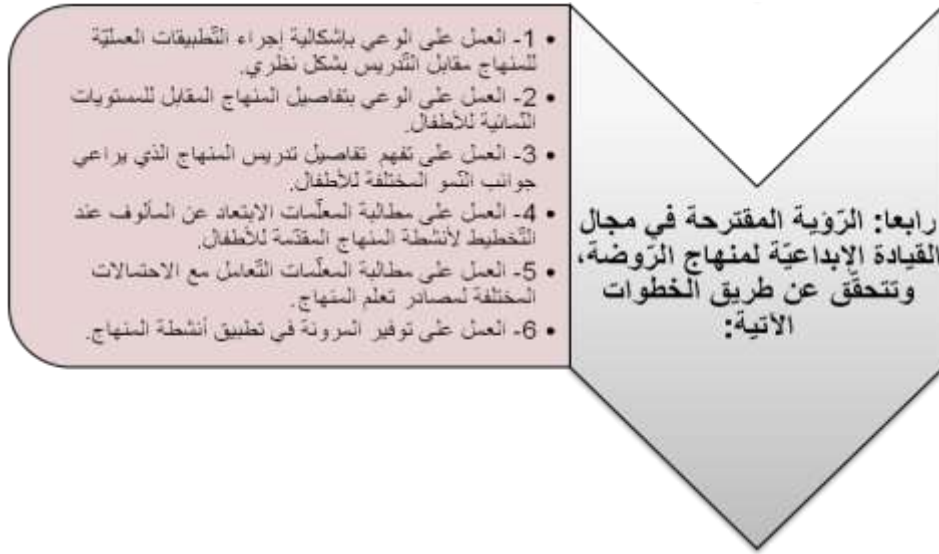 رابعا: الرّؤية المقترحة في مجال
القيادة الإبداعيّة لمنهاج الرّوضة،
وتتحقّق عن طريق الخطوات
الآتية:
• 1- العمل على الوعي بإشكالية إجراء التّطبيقات العمليّة
للمنهاج مقابل التّدريس بشكل نظري.
• 2- العمل على الوعي بتفاصيل المنهاج المقابل للمستويات
النّمائية للأطفال.
• 3- العمل على تفهم تفاصيل تدريس المنهاج الذي يراعي
جوانب النّمو المختلفة للأطفال.
• 4- العمل على مطالبة المعلّمات الابتعاد عن المألوف عند
التّخطيط لأنشطة المنهاج المقدّمة للأطفال.
• 5- العمل على مطالبة المعلّمات التّعامل مع الاحتمالات
المختلفة لمصادر تعلم المنهاج.
• 6- العمل على توفير المرونة في تطبيق أنشطة المنهاج.